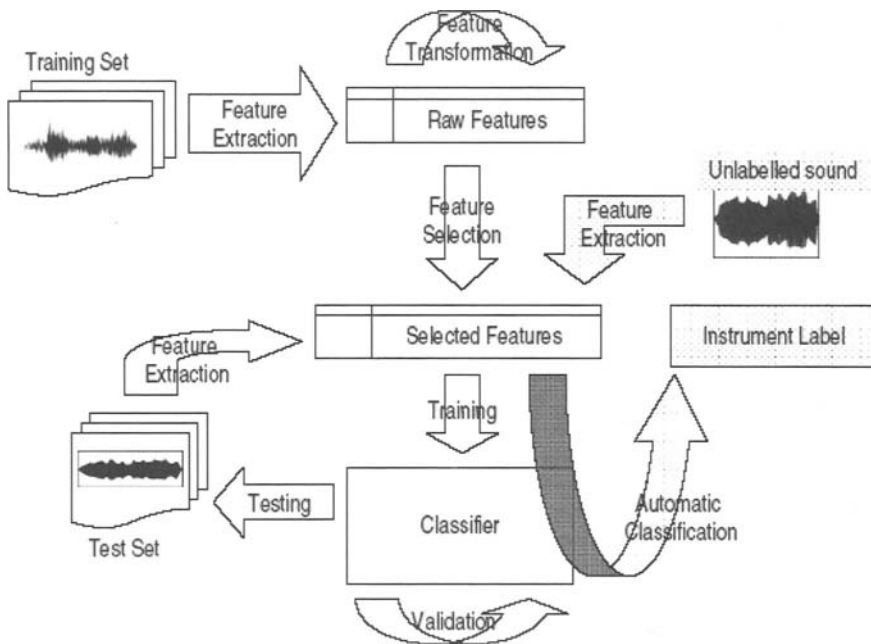 Feature
Transformation
Training Set
Feature
Extraction
Raw Features
Unlabelled sound
Feature
Selection
Feature
Extraction
Selected Features
Instrument Label
Feature
Extraction
Training
Testing
Classifier
Automatic
Classification
Test Set
Validation